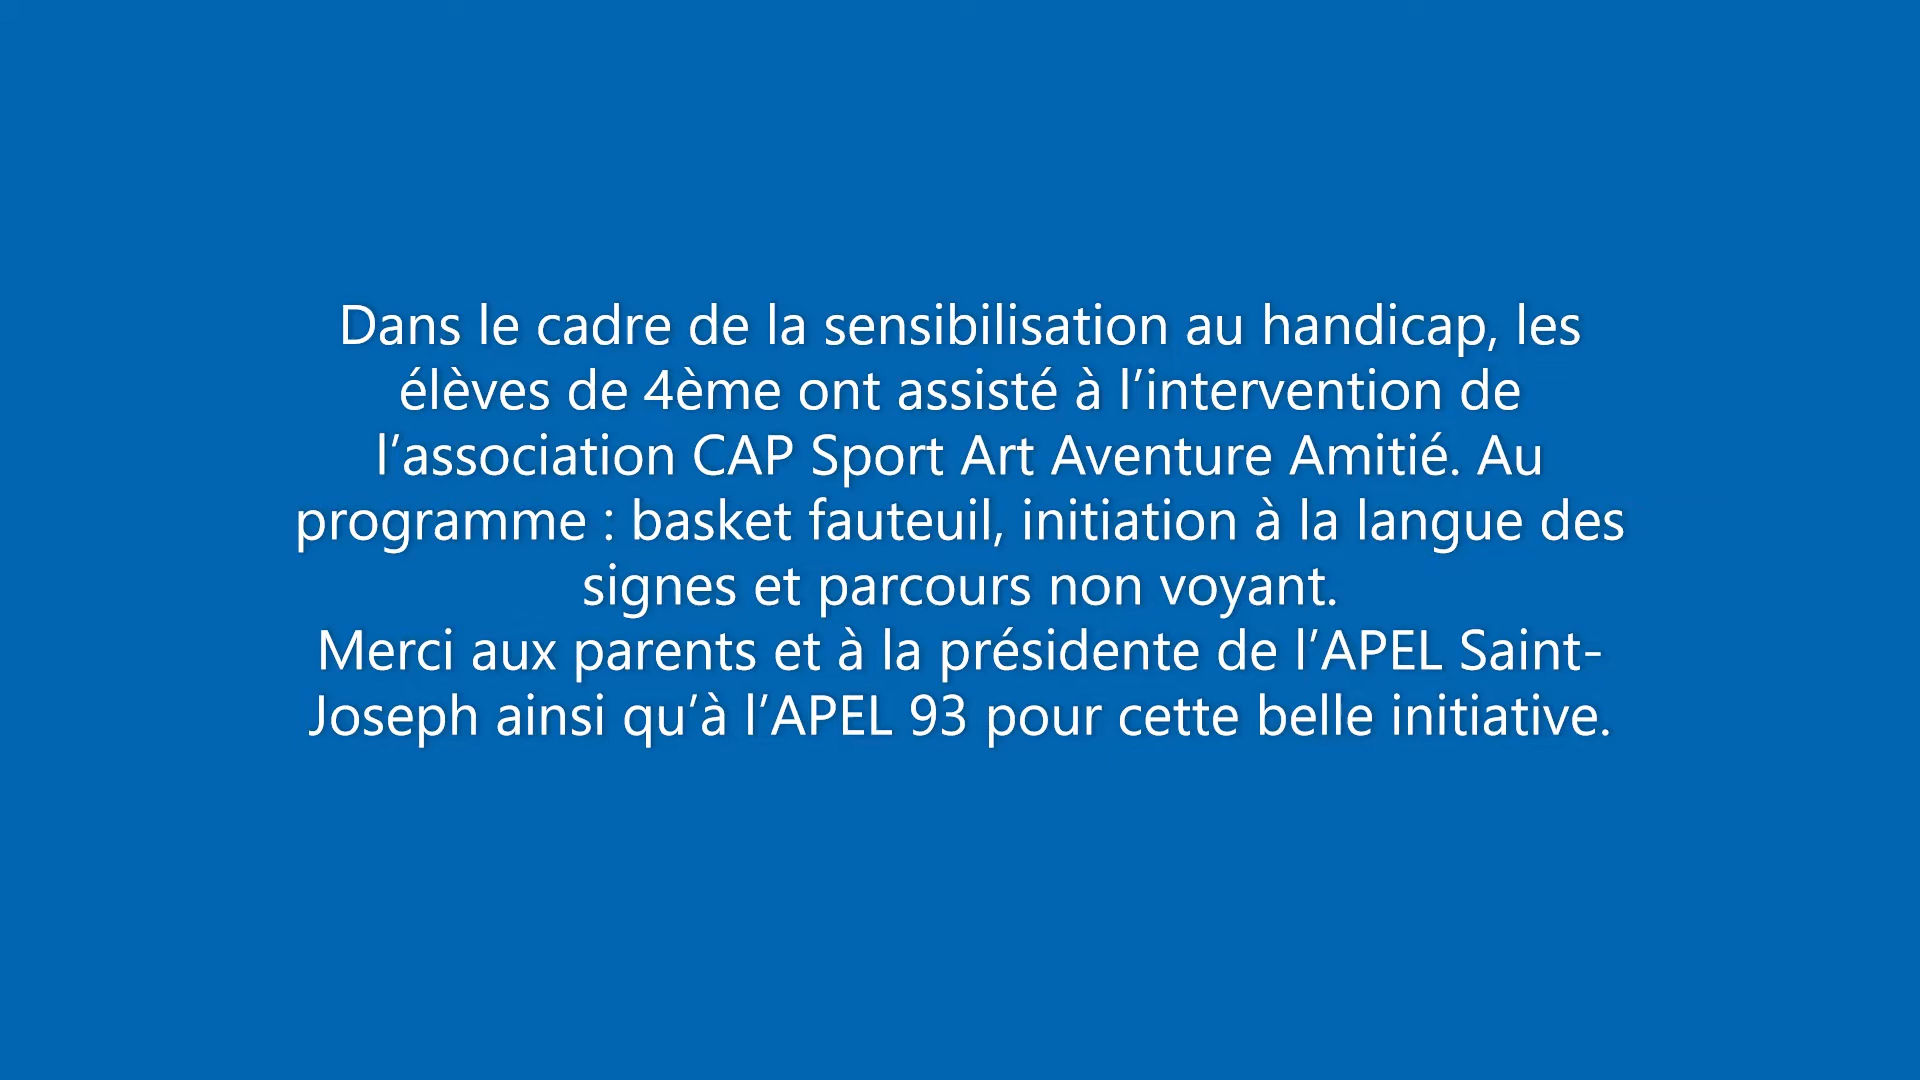 Dans le cadre de la sensibilisation au handicap, les
élèves de 4ème ont assisté à l’intervention de
l’association CAP Sport Art Aventure Amitié. Au
programme : basket fauteuil, initiation à la langue des
signes et parcours non voyant.
Merci aux parents et à la présidente de l’APEL Saint-
Joseph ainsi qu’à l’APEL 93 pour cette belle initiative.